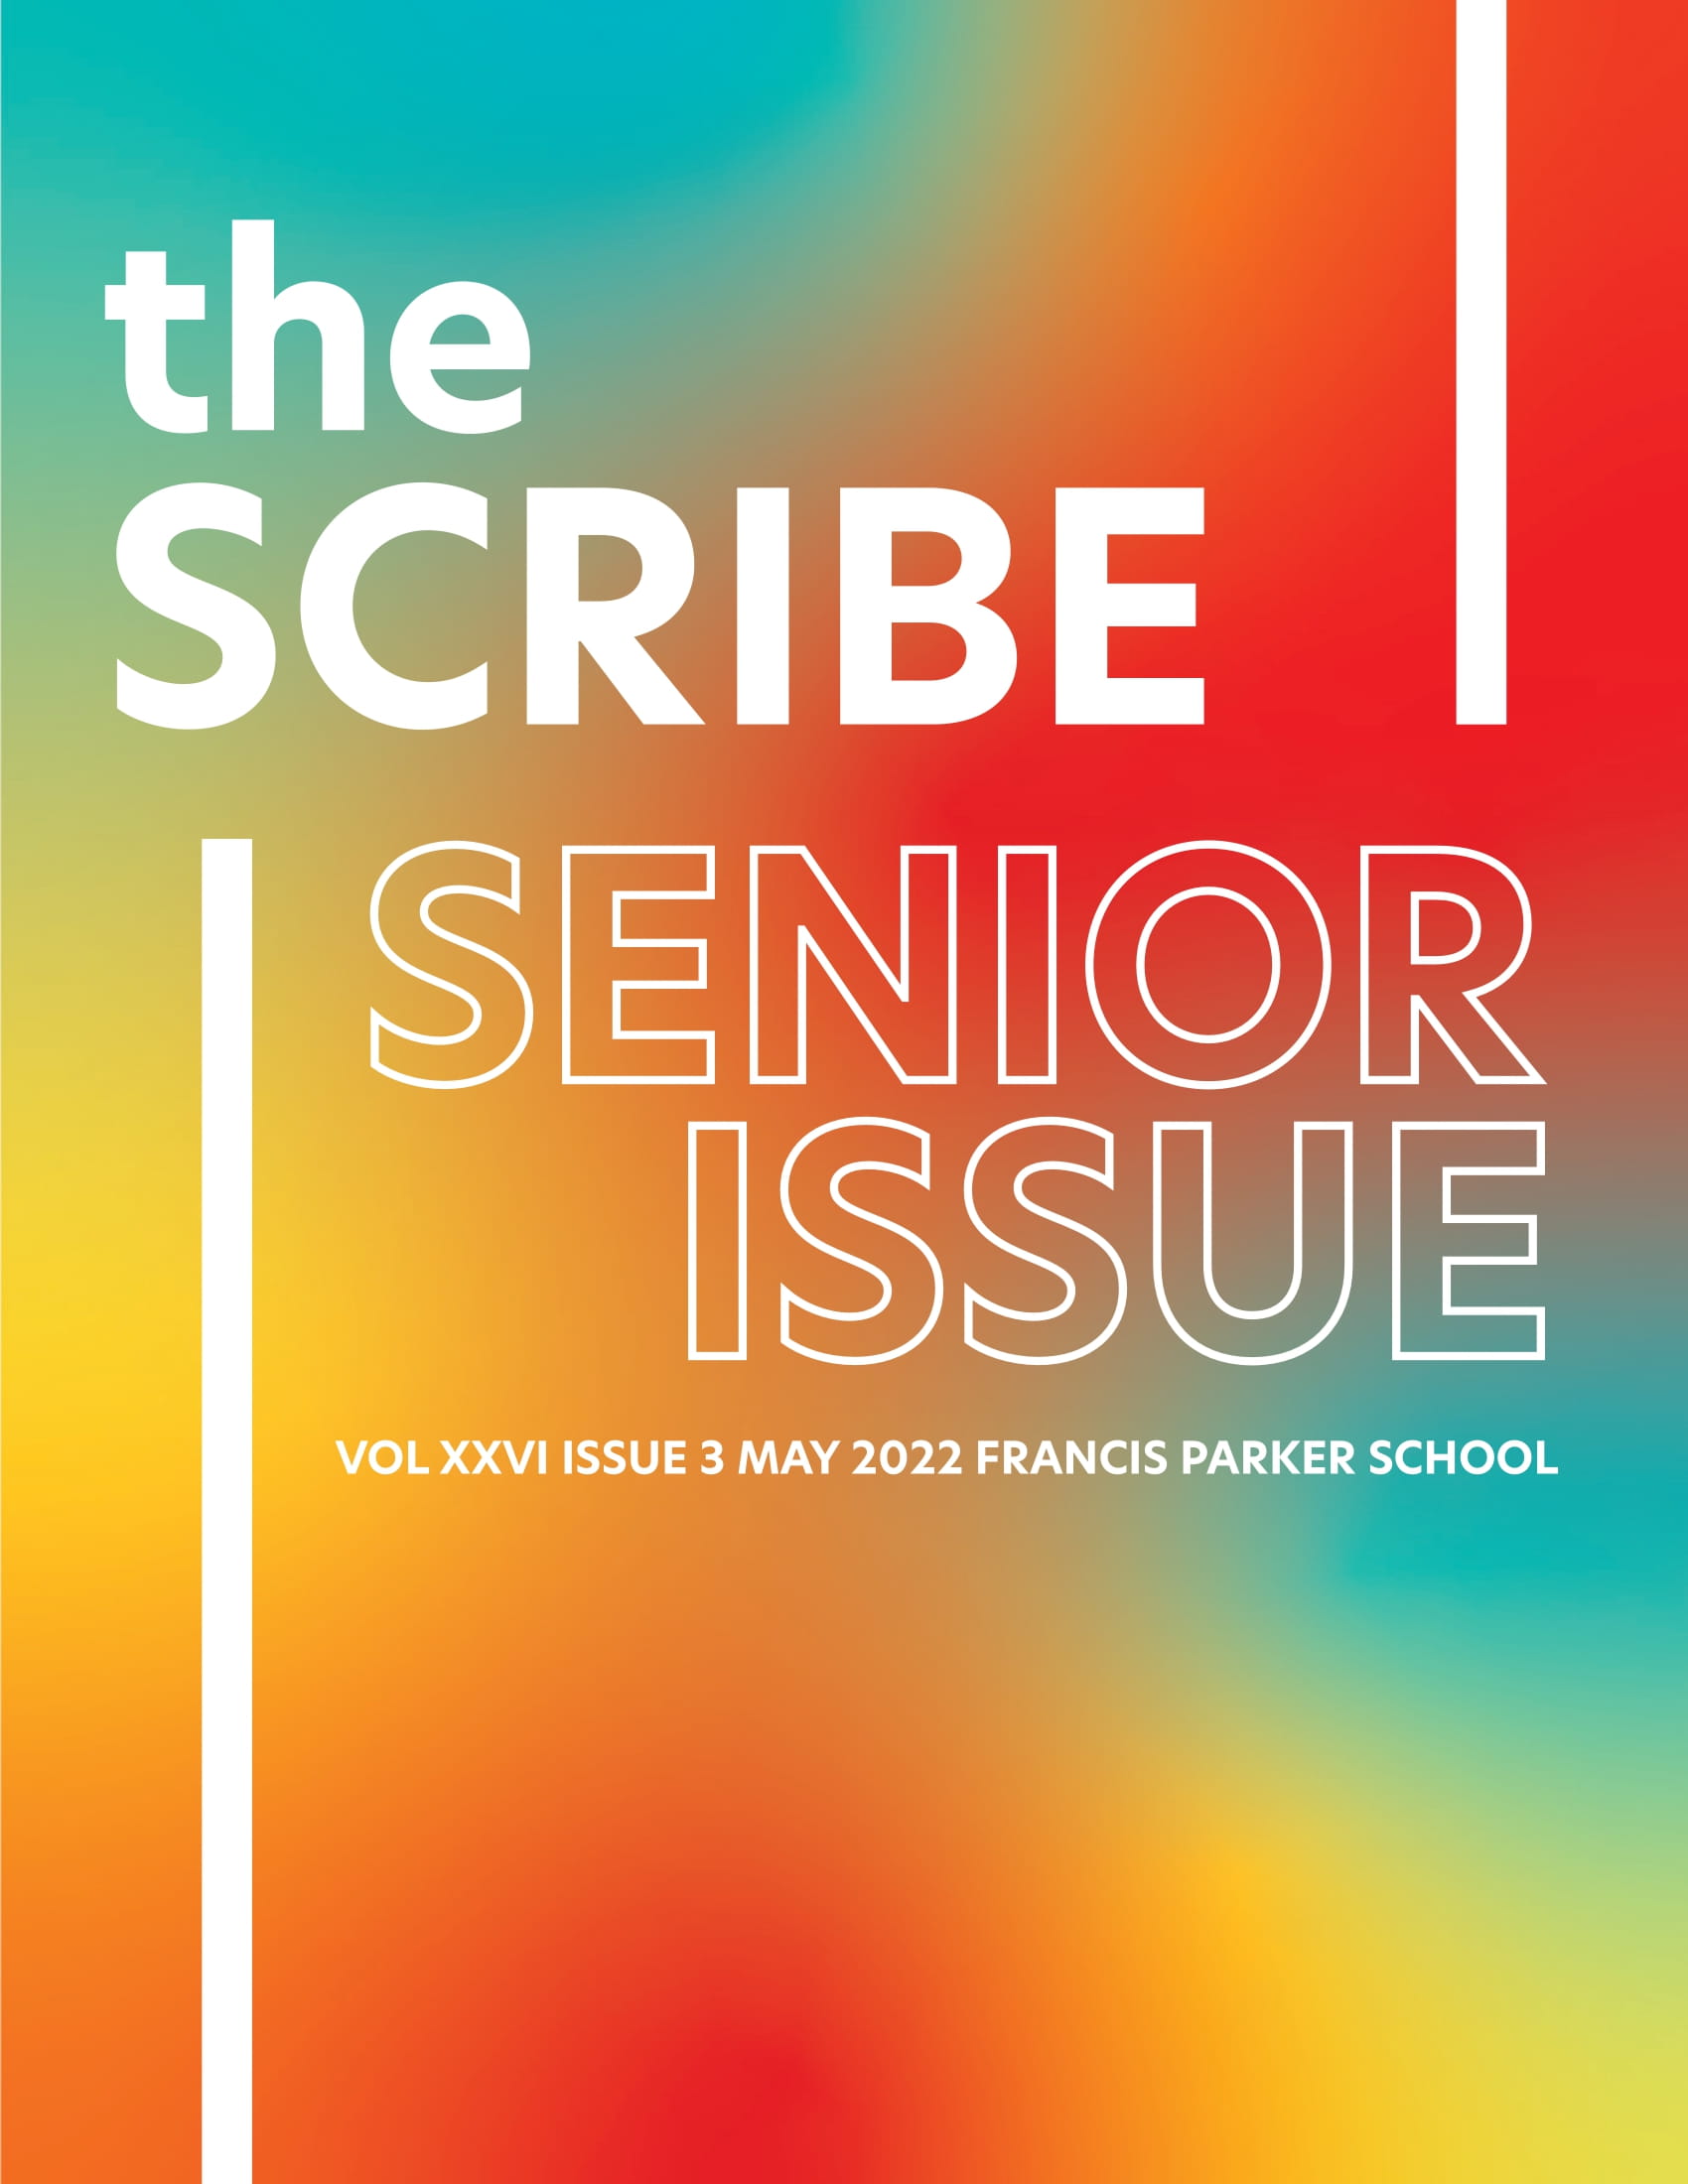 the
SCRIBE
SENIOR
ISSUE
VOL XXVI ISSUE 3 MAY 2022 FRANCIS PARKER SCHOOL